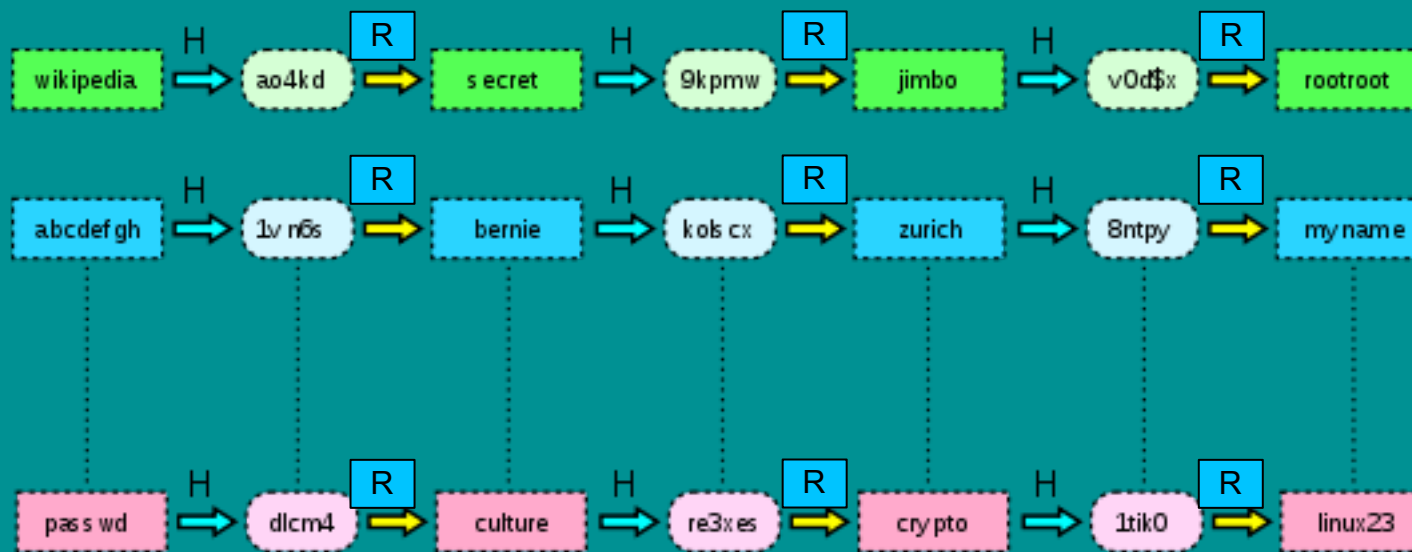 H R H R H R
wikipedia ao4kd secret 9kpmw jimbo v0d$x rootroot
H R H R H R
abcdefgh 1vn6s bernie kolscx zurich 8ntpy myname
H R H R H R
passwd dlcm4 culture re3xes crypto 1tik0 linux23